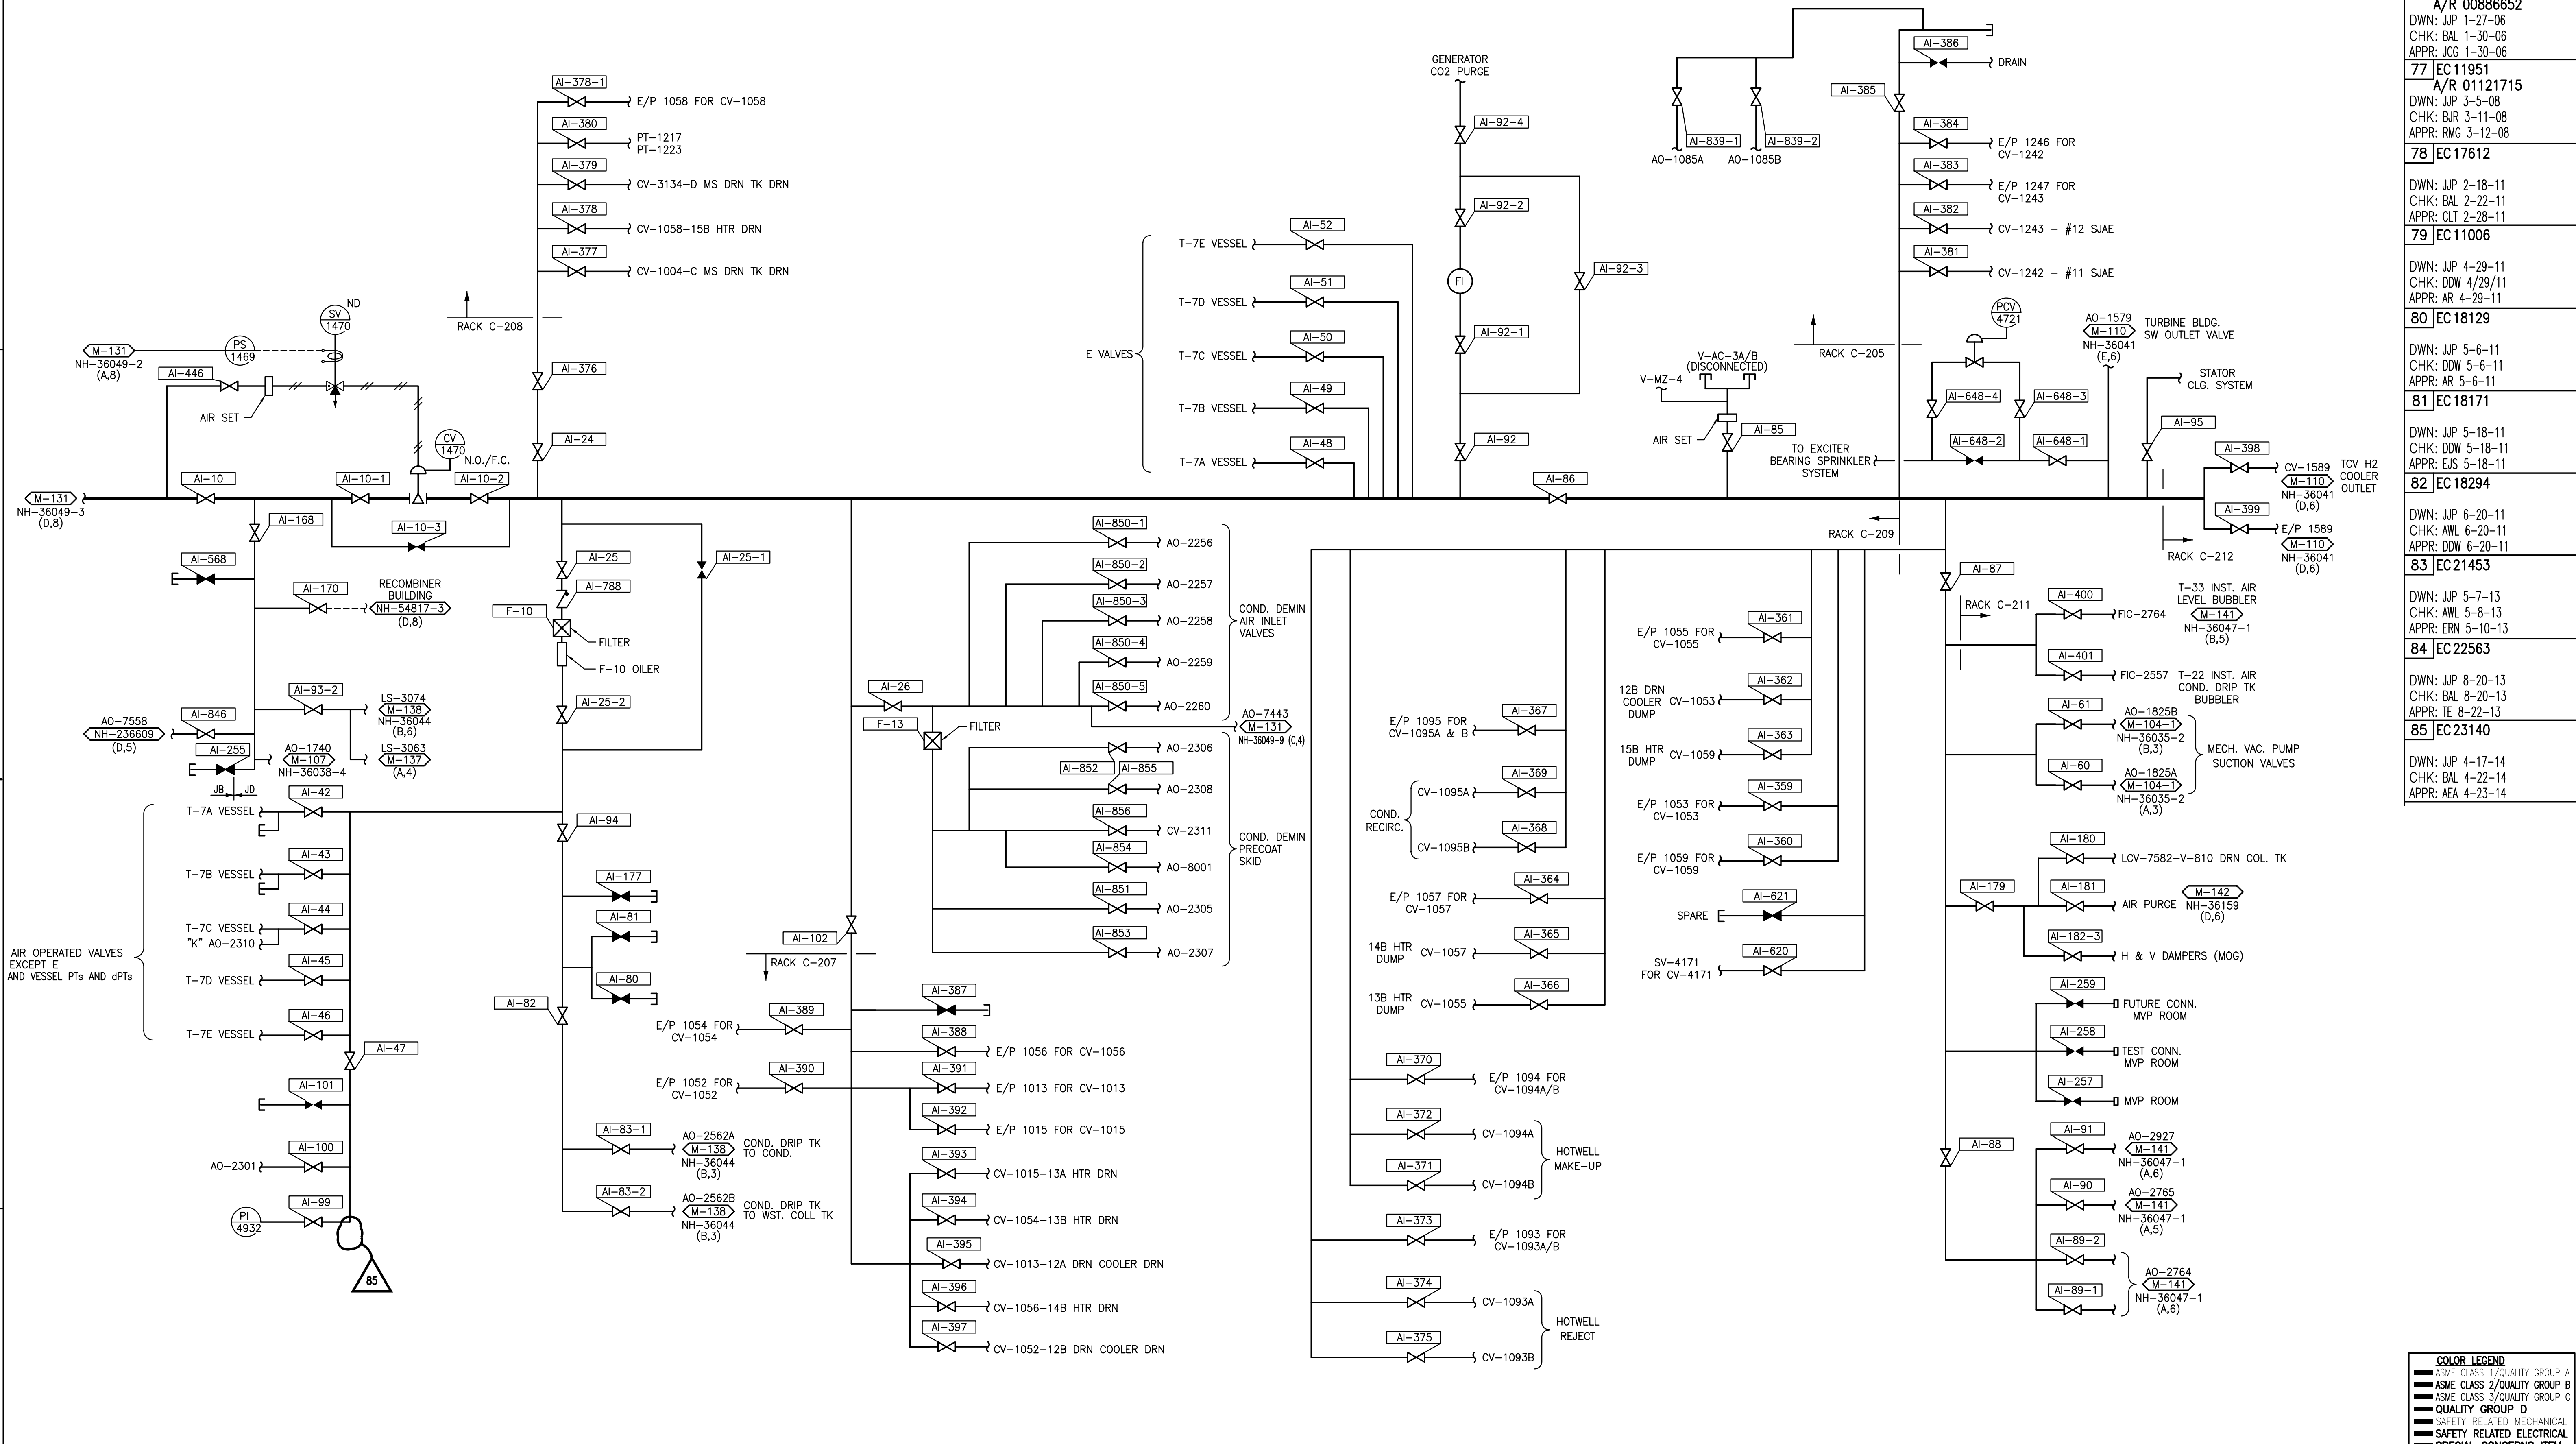 AI-378-1
E/P 1058 FOR CV-1058
AI-380
PT-1217
PT-1223
AI-379
CV-3134-D MS DRN TK DRN
AI-378
CV-1058-15B HTR DRN
AI-377
CV-1004-C MS DRN TK DRN
RACK C-208
AI-376
AI-24
ND
SV
1470
PS
1469
M-131
NH-36049-2
(A,8)
AI-446
AIR SET
CV
1470
N.O./F.C.
M-131
NH-36049-3
(D,8)
AI-10
AI-10-1
AI-10-2
AI-10-3
AI-168
AI-568
AI-170
RECOMBINER
BUILDING
NH-54817-3
(D,8)
AI-93-2
LS-3074
M-138
NH-36044
(B,6)
AO-7558
NH-236609
(D,5)
AI-846
AI-255
AO-1740
M-107
NH-36038-4
LS-3063
M-137
(A,4)
JB
JD
AI-42
T-7A VESSEL
AI-43
T-7B VESSEL
AI-44
T-7C VESSEL
"K" AO-2310
AI-45
T-7D VESSEL
AI-46
T-7E VESSEL
AIR OPERATED VALVES
EXCEPT E
AND VESSEL PTs AND dPTs
AI-47
AI-101
AI-100
AO-2301
AI-99
PI
4932
85
AI-25
AI-25-1
AI-788
F-10
FILTER
F-10 OILER
AI-25-2
AI-94
AI-177
AI-81
AI-80
AI-82
AI-83-1
AO-2562A
M-138
NH-36044
(B,3)
COND. DRIP TK
TO COND.
AI-83-2
AO-2562B
M-138
NH-36044
(B,3)
COND. DRIP TK
TO WST. COLL TK
AI-26
F-13
FILTER
AI-850-1
AO-2256
AI-850-2
AO-2257
AI-850-3
AO-2258
AI-850-4
AO-2259
AI-850-5
AO-2260
COND. DEMIN
AIR INLET
VALVES
AO-7443
M-131
NH-36049-9 (C,4)
AO-2306
AI-852
AI-855
AO-2308
AI-856
CV-2311
AI-854
AO-8001
AI-851
AO-2305
AI-853
AO-2307
COND. DEMIN
PRECOAT
SKID
AI-102
RACK C-207
AI-387
AI-389
E/P 1054 FOR
CV-1054
AI-388
E/P 1056 FOR CV-1056
AI-390
E/P 1052 FOR
CV-1052
AI-391
E/P 1013 FOR CV-1013
AI-392
E/P 1015 FOR CV-1015
AI-393
CV-1015-13A HTR DRN
AI-394
CV-1054-13B HTR DRN
AI-395
CV-1013-12A DRN COOLER DRN
AI-396
CV-1056-14B HTR DRN
AI-397
CV-1052-12B DRN COOLER DRN
E VALVES
T-7E VESSEL
AI-52
T-7D VESSEL
AI-51
T-7C VESSEL
AI-50
T-7B VESSEL
AI-49
T-7A VESSEL
AI-48
GENERATOR
CO2 PURGE
AI-92-4
AI-92-2
FI
AI-92-3
AI-92-1
AI-92
AI-86
V-AC-3A/B
(DISCONNECTED)
V-MZ-4
AIR SET
AI-85
AI-839-1
AI-839-2
AO-1085A
AO-1085B
AI-386
DRAIN
AI-385
AI-384
E/P 1246 FOR
CV-1242
AI-383
E/P 1247 FOR
CV-1243
AI-382
CV-1243 - #12 SJAE
AI-381
CV-1242 - #11 SJAE
RACK C-205
PCV
4721
AO-1579
M-110
NH-36041
(E,6)
TURBINE BLDG.
SW OUTLET VALVE
AI-648-4
AI-648-3
AI-648-2
AI-648-1
TO EXCITER
BEARING SPRINKLER
SYSTEM
STATOR
CLG. SYSTEM
AI-95
AI-398
CV-1589
M-110
NH-36041
(D,6)
TCV H2
COOLER
OUTLET
AI-399
E/P 1589
M-110
NH-36041
(D,6)
RACK C-212
RACK C-209
AI-87
RACK C-211
AI-400
FIC-2764
T-33 INST. AIR
LEVEL BUBBLER
M-141
NH-36047-1
(B,5)
AI-401
FIC-2557
T-22 INST. AIR
COND. DRIP TK
BUBBLER
AI-61
AO-1825B
M-104-1
NH-36035-2
(B,3)
AI-60
AO-1825A
M-104-1
NH-36035-2
(A,3)
MECH. VAC. PUMP
SUCTION VALVES
AI-180
LCV-7582-V-810 DRN COL. TK
AI-179
AI-181
AIR PURGE
M-142
NH-36159
(D,6)
AI-182-3
H & V DAMPERS (MOG)
AI-259
FUTURE CONN.
MVP ROOM
AI-258
TEST CONN.
MVP ROOM
AI-257
MVP ROOM
AI-88
AI-91
AO-2927
M-141
NH-36047-1
(A,6)
AI-90
AO-2765
M-141
NH-36047-1
(A,5)
AI-89-2
AI-89-1
AO-2764
M-141
NH-36047-1
(A,6)
AI-361
E/P 1055 FOR
CV-1055
AI-362
12B DRN
COOLER
DUMP
CV-1053
AI-363
15B HTR
DUMP
CV-1059
AI-359
E/P 1053 FOR
CV-1053
AI-360
E/P 1059 FOR
CV-1059
AI-621
SPARE
AI-620
SV-4171
FOR CV-4171
AI-367
E/P 1095 FOR
CV-1095A & B
AI-369
CV-1095A
COND.
RECIRC.
AI-368
CV-1095B
AI-364
E/P 1057 FOR
CV-1057
AI-365
14B HTR
DUMP
CV-1057
AI-366
13B HTR
DUMP
CV-1055
AI-370
E/P 1094 FOR
CV-1094A/B
AI-372
CV-1094A
AI-371
CV-1094B
HOTWELL
MAKE-UP
AI-373
E/P 1093 FOR
CV-1093A/B
AI-374
CV-1093A
AI-375
CV-1093B
HOTWELL
REJECT
A/R 00886652
DWN: JJP 1-27-06
CHK: BAL 1-30-06
APPR: JCG 1-30-06
77 EC11951
A/R 01121715
DWN: JJP 3-5-08
CHK: BJR 3-11-08
APPR: RMG 3-12-08
78 EC17612
DWN: JJP 2-18-11
CHK: BAL 2-22-11
APPR: CLT 2-28-11
79 EC11006
DWN: JJP 4-29-11
CHK: DDW 4/29/11
APPR: AR 4-29-11
80 EC18129
DWN: JJP 5-6-11
CHK: DDW 5-6-11
APPR: AR 5-6-11
81 EC18171
DWN: JJP 5-18-11
CHK: DDW 5-18-11
APPR: EJS 5-18-11
82 EC18294
DWN: JJP 6-20-11
CHK: AWL 6-20-11
APPR: DDW 6-20-11
83 EC21453
DWN: JJP 5-7-13
CHK: AWL 5-8-13
APPR: ERN 5-10-13
84 EC22563
DWN: JJP 8-20-13
CHK: BAL 8-20-13
APPR: TE 8-22-13
85 EC23140
DWN: JJP 4-17-14
CHK: BAL 4-22-14
APPR: AEA 4-23-14
COLOR LEGEND
ASME CLASS 1/QUALITY GROUP A
ASME CLASS 2/QUALITY GROUP B
ASME CLASS 3/QUALITY GROUP C
QUALITY GROUP D
SAFETY RELATED MECHANICAL
SAFETY RELATED ELECTRICAL